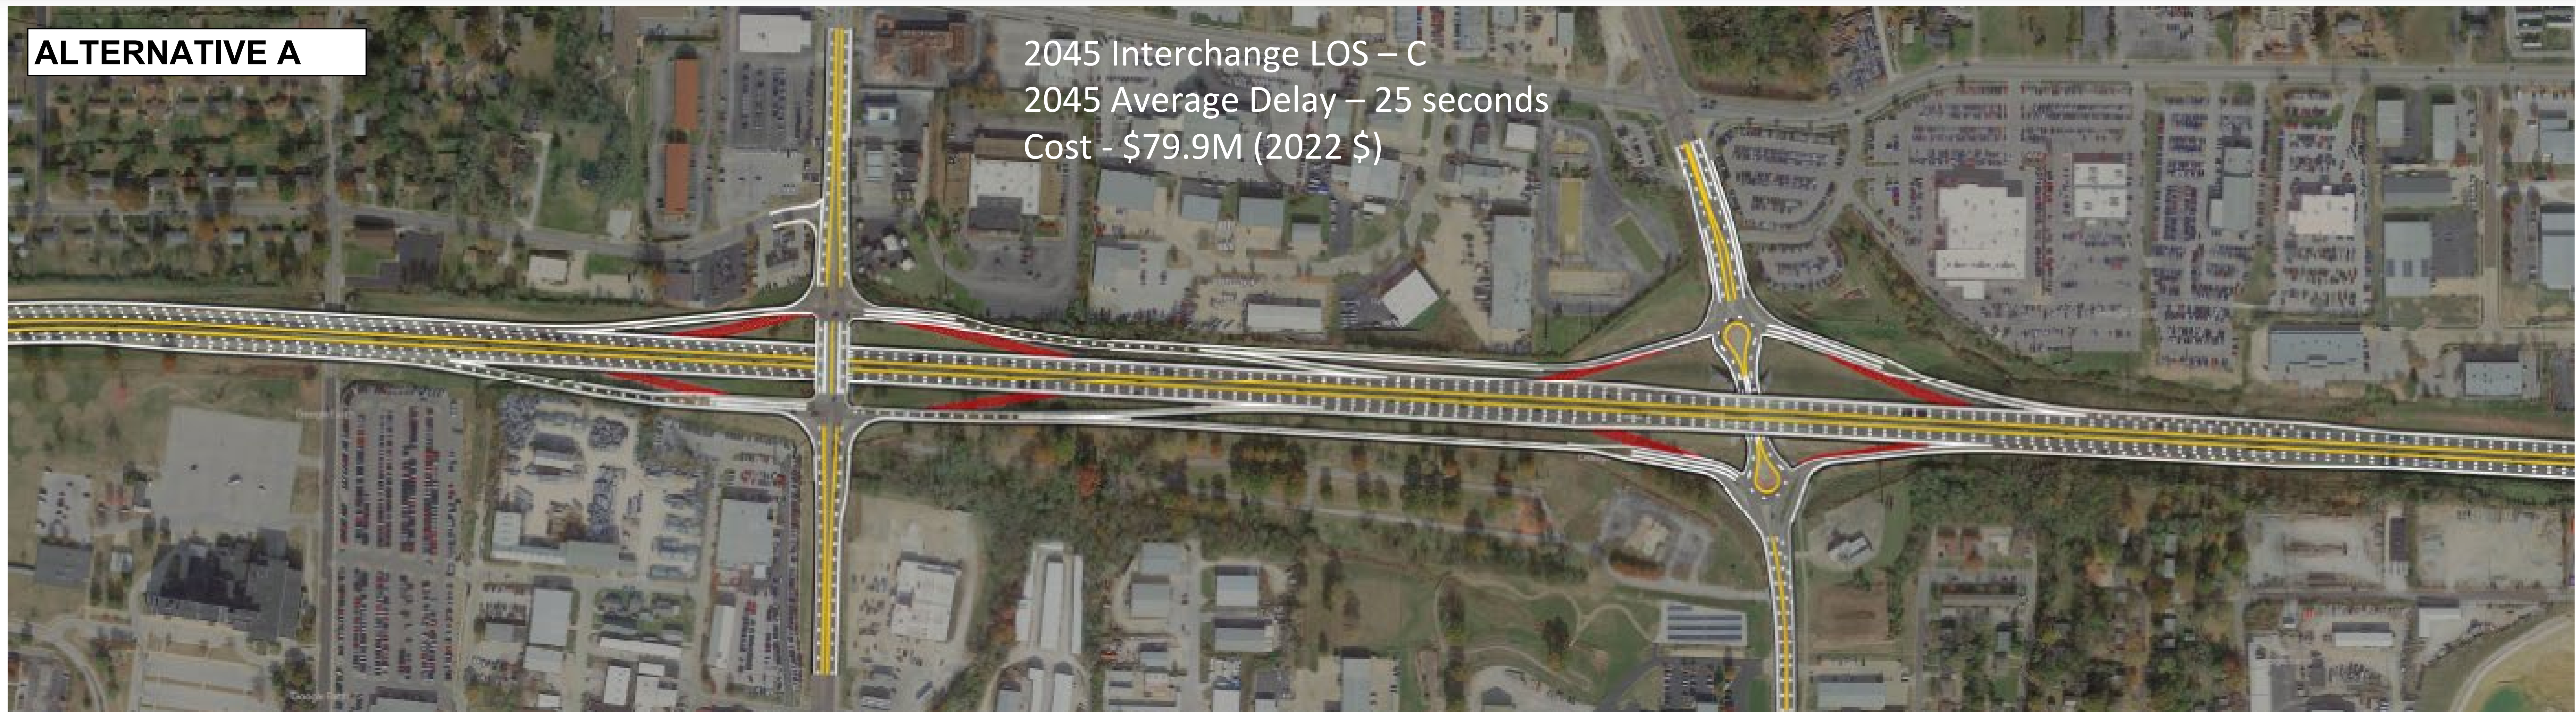 ALTERNATIVE A
2045 Interchange LOS – C
2045 Average Delay – 25 seconds
Cost - $79.9M (2022 $)